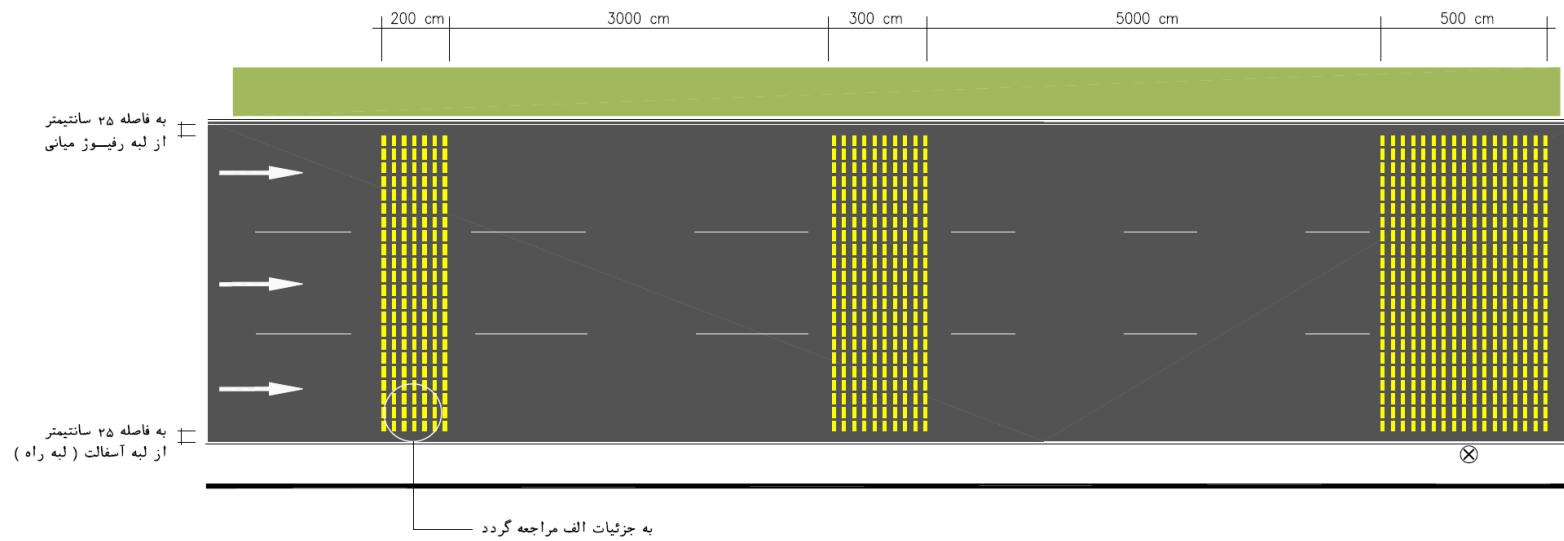 200 cm
3000 cm
300 cm
5000 cm
500 cm
به فاصله ۲۵ سانتیمتر
از لبه رفیـــوژ میانی
به فاصله ۲۵ سانتیمتر
از لبه آسفالت ( لبه راه )
به جزئیات الف مراجعه گردد